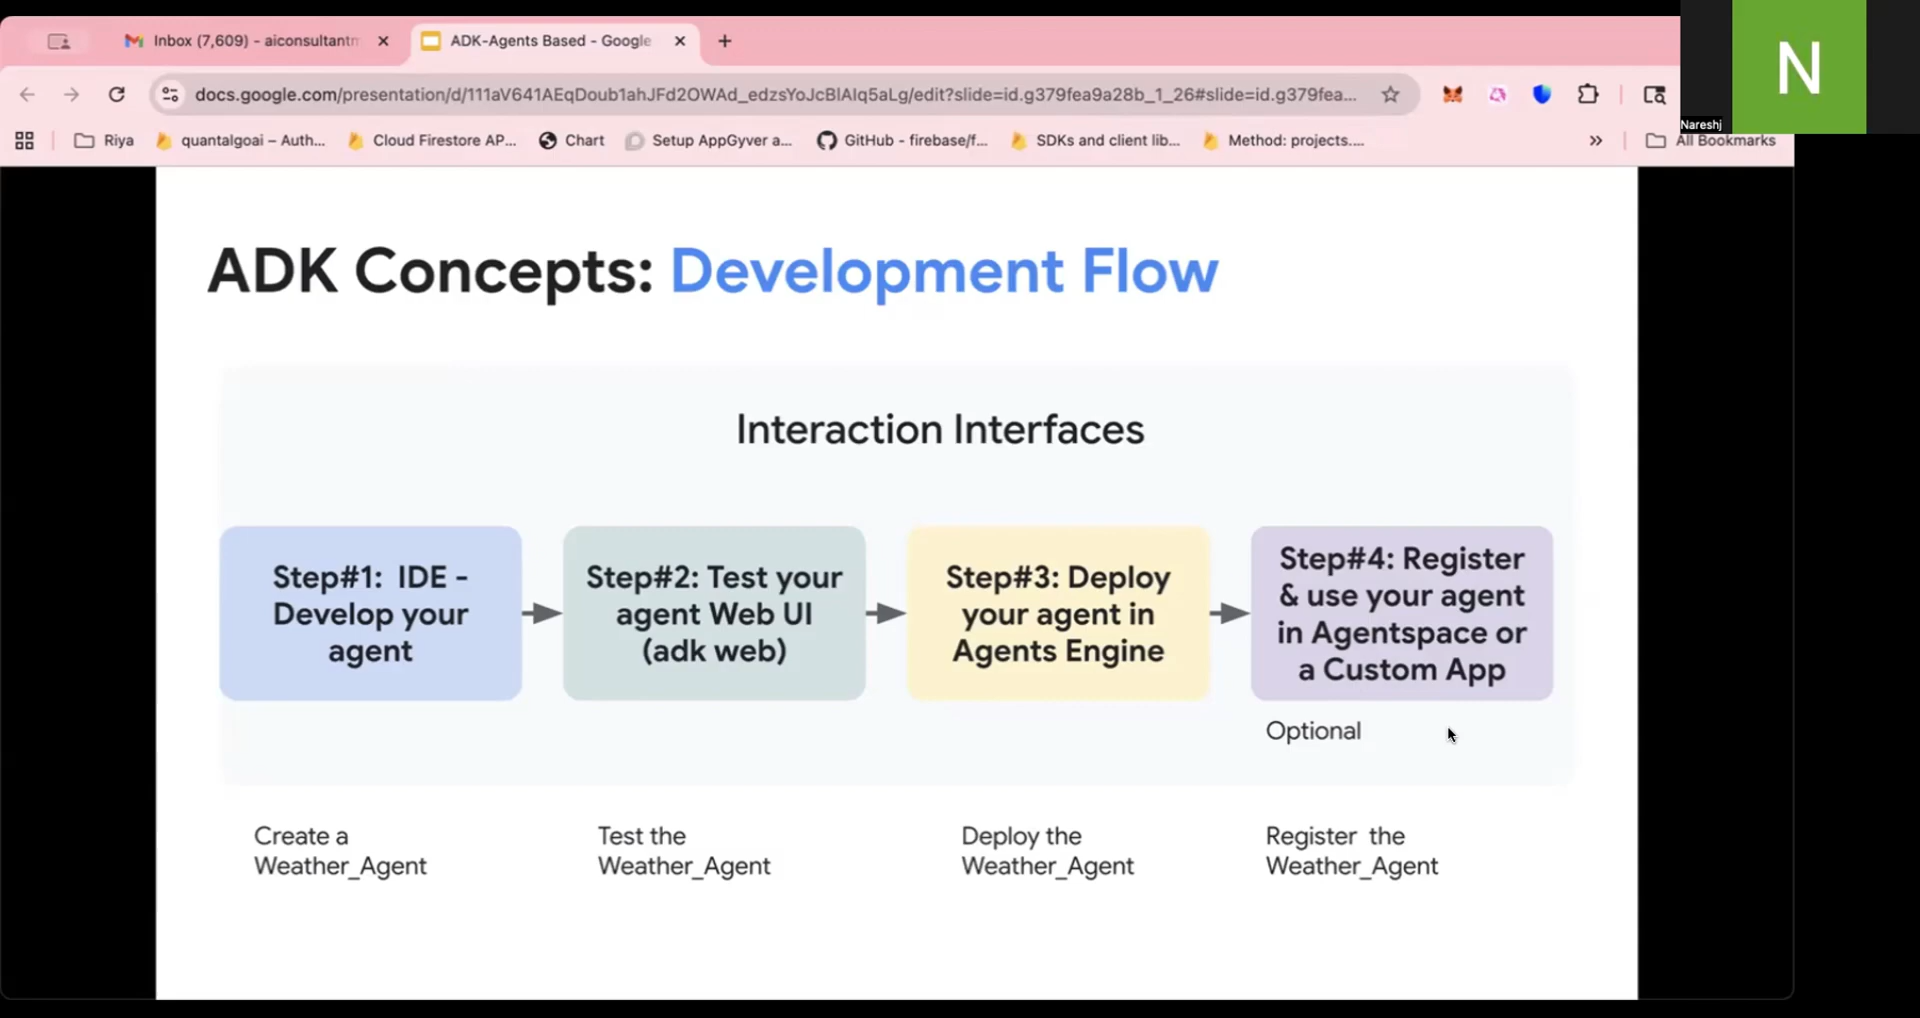 Inbox (7,609) - aiconsultantn
ADK-Agents Based - Google
N
docs.google.com/presentation/d/111aV641AEqDoub1ahJFd2OWAd_edzsYoJcBlAlq5aLg/edit?slide=id.g379fea9a28b_1_26#slide=id.g379fea...
Nareshj
Riya
quantalgoai – Auth...
Cloud Firestore AP...
Chart
Setup AppGyver a...
GitHub - firebase/f...
SDKs and client lib...
Method: projects....
»
All Bookmarks
ADK Concepts: Development Flow
Interaction Interfaces
Step#1: IDE -
Develop your
agent
Step#2: Test your
agent Web UI
(adk web)
Step#3: Deploy
your agent in
Agents Engine
Step#4: Register
& use your agent
in Agentspace or
a Custom App
Optional
Create a
Weather_Agent
Test the
Weather_Agent
Deploy the
Weather_Agent
Register the
Weather_Agent